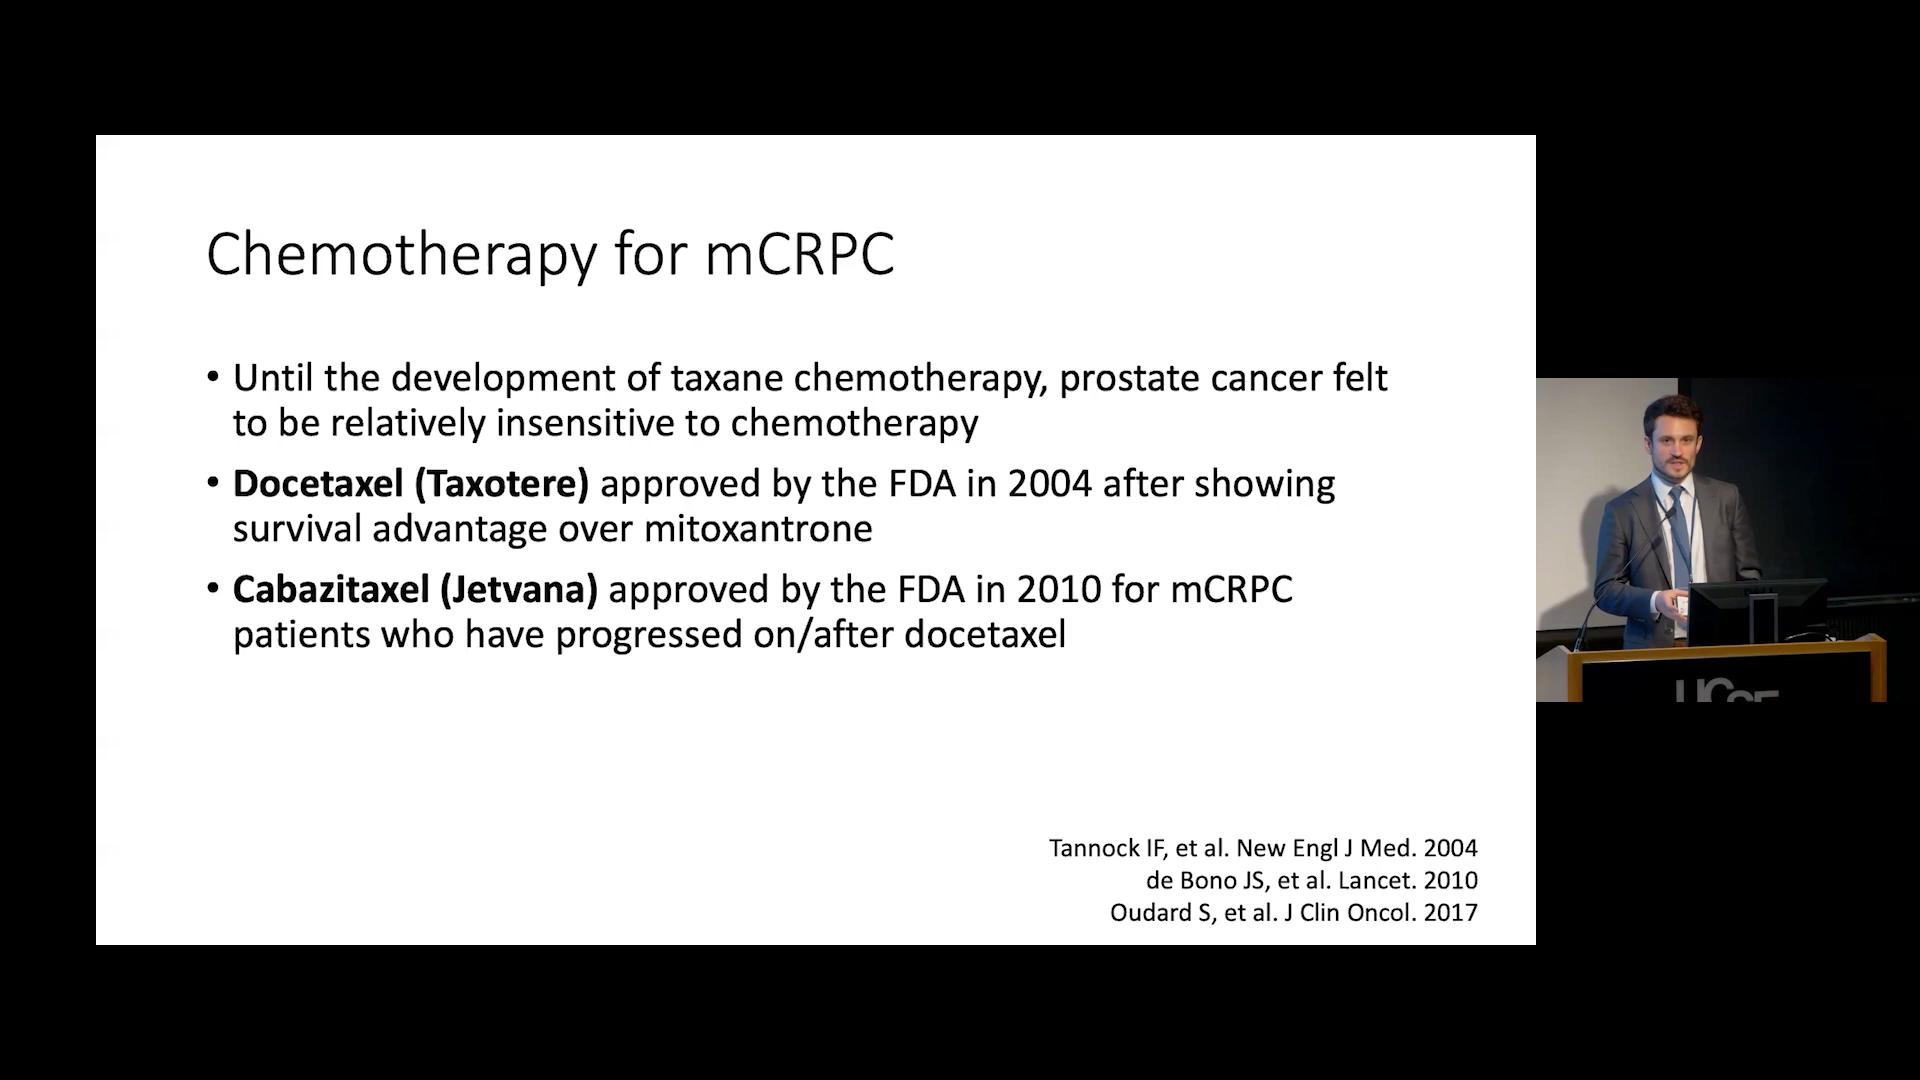 Chemotherapy for mCRPC
• Until the development of taxane chemotherapy, prostate cancer felt
to be relatively insensitive to chemotherapy
• Docetaxel (Taxotere) approved by the FDA in 2004 after showing
survival advantage over mitoxantrone
• Cabazitaxel (Jetvana) approved by the FDA in 2010 for mCRPC
patients who have progressed on/after docetaxel
Tannock IF, et al. New Engl J Med. 2004
de Bono JS, et al. Lancet. 2010
Oudard S, et al. J Clin Oncol. 2017
UCSF